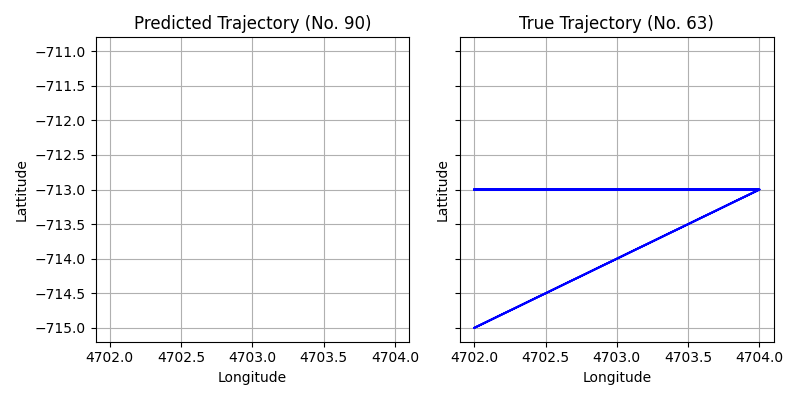 Predicted Trajectory (No. 90)
Lattitude
−711.0
−711.5
−712.0
−712.5
−713.0
−713.5
−714.0
−714.5
−715.0
4702.0 4702.5 4703.0 4703.5 4704.0
Longitude
True Trajectory (No. 63)
Lattitude
4702.0 4702.5 4703.0 4703.5 4704.0
Longitude